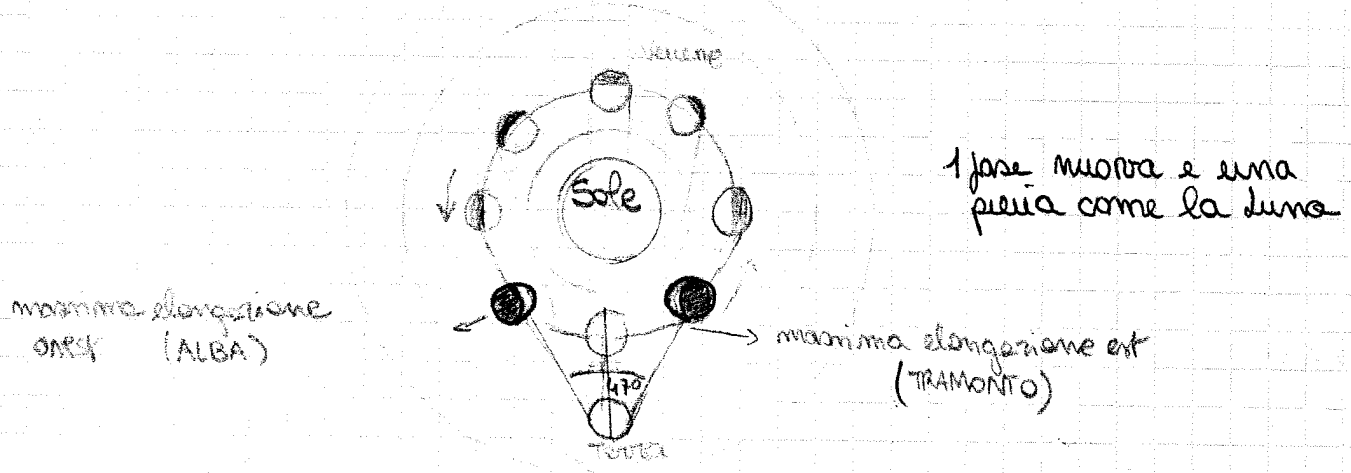 Venere
Sole
1 fase nuova e una
piena come la Luna
massima elongazione
ovest (ALBA)
massima elongazione est
(TRAMONTO)
47°
Terra